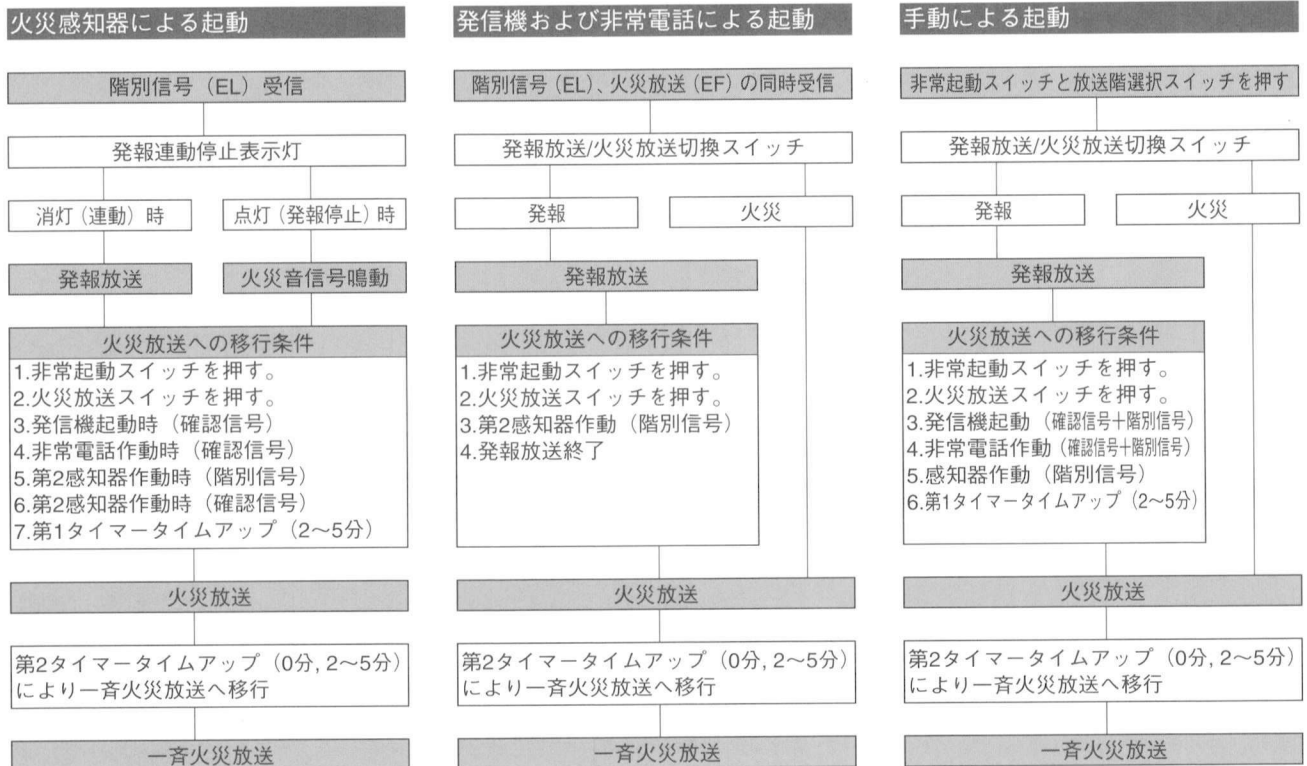 火災感知器による起動
階別信号（EL）受信
発報連動停止表示灯
消灯（連動）時
点灯（発報停止）時
発報放送
火災音信号鳴動
火災放送への移行条件
1.非常起動スイッチを押す。
2.火災放送スイッチを押す。
3.発信機起動時（確認信号）
4.非常電話作動時（確認信号）
5.第2感知器作動時（階別信号）
6.第2感知器作動時（確認信号）
7.第1タイマータイムアップ（2～5分）
火災放送
第2タイマータイムアップ（0分, 2～5分）
により一斉火災放送へ移行
一斉火災放送
発信機および非常電話による起動
階別信号（EL）、火災放送（EF）の同時受信
発報放送/火災放送切換スイッチ
発報
火災
発報放送
火災放送への移行条件
1.非常起動スイッチを押す。
2.火災放送スイッチを押す。
3.第2感知器作動（階別信号）
4.発報放送終了
火災放送
第2タイマータイムアップ（0分, 2～5分）
により一斉火災放送へ移行
一斉火災放送
手動による起動
非常起動スイッチと放送階選択スイッチを押す
発報放送/火災放送切換スイッチ
発報
火災
発報放送
火災放送への移行条件
1.非常起動スイッチを押す。
2.火災放送スイッチを押す。
3.発信機起動（確認信号+階別信号）
4.非常電話作動（確認信号+階別信号）
5.感知器作動（階別信号）
6.第1タイマータイムアップ（2～5分）
火災放送
第2タイマータイムアップ（0分, 2～5分）
により一斉火災放送へ移行
一斉火災放送